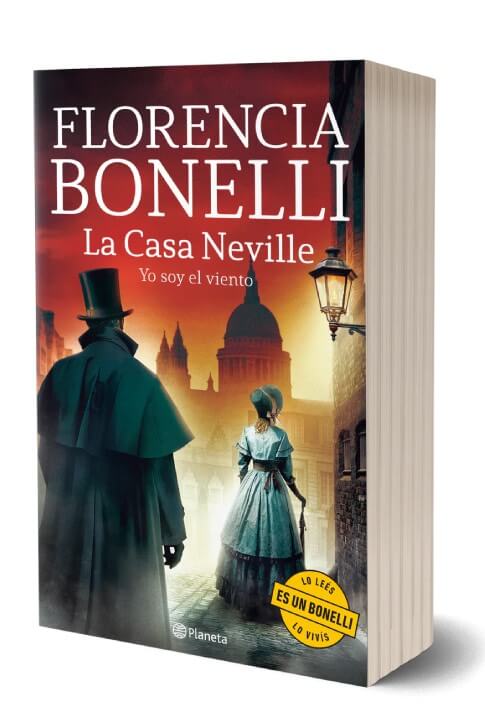 FLORENCIA
BONELLI
La Casa Neville
Yo soy el viento
LO LEÉS
ES UN BONELLI
LO VIVÍS
Planeta